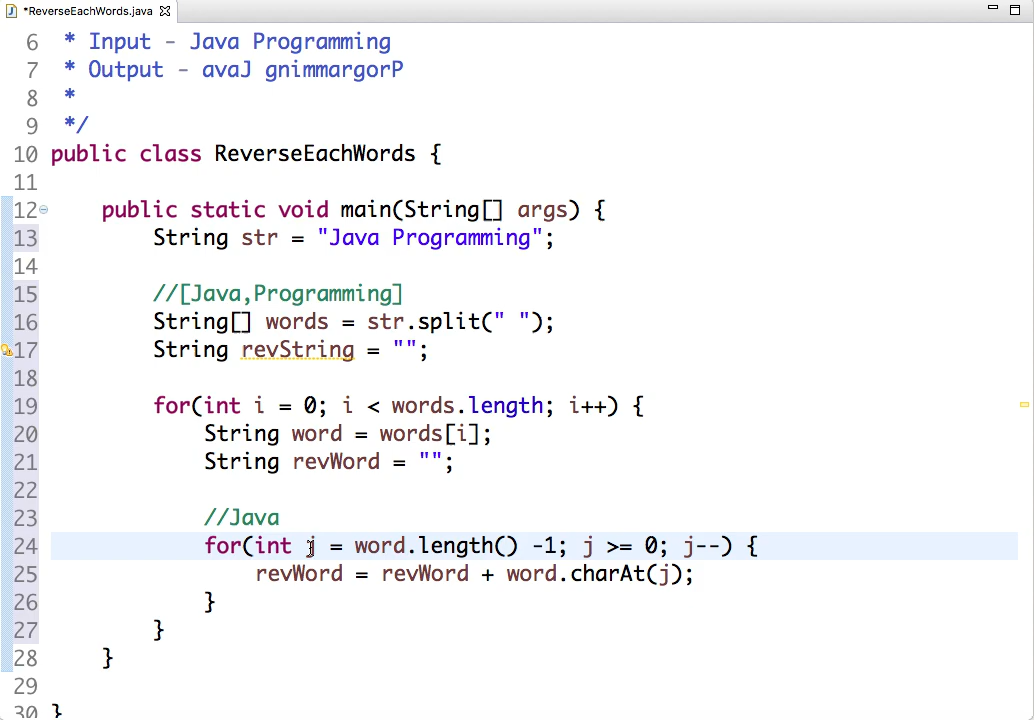 *ReverseEachWords.java
6 * Input - Java Programming
7 * Output - avaJ gnimmargorP
8 *
9 */
10 public class ReverseEachWords {
11
12 public static void main(String[] args) {
13 String str = "Java Programming";
14
15 //[Java,Programming]
16 String[] words = str.split(" ");
17 String revString = "";
18
19 for(int i = 0; i < words.length; i++) {
20 String word = words[i];
21 String revWord = "";
22
23 //Java
24 for(int j = word.length() -1; j >= 0; j--) {
25 revWord = revWord + word.charAt(j);
26 }
27 }
28 }
29
30 }